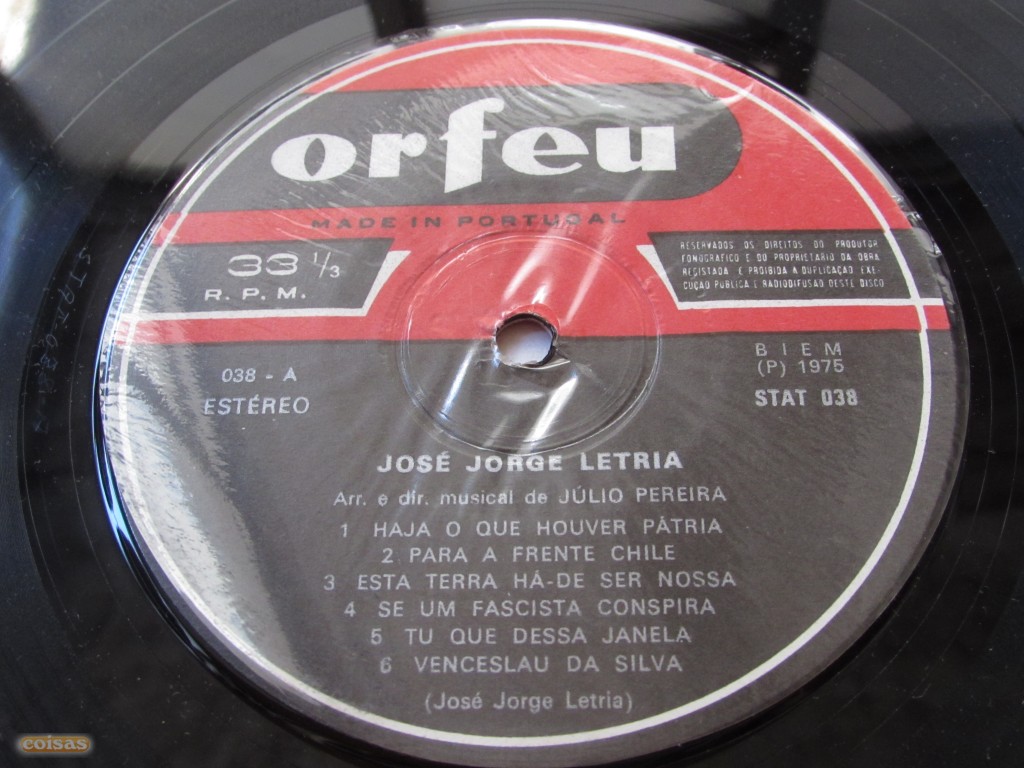 orfeu
MADE IN PORTUGAL
33 1/3
R. P. M.
RESERVADOS OS DIREITOS DO PRODUTOR
FONOGRAFICO E DO PROPRIETARIO DA OBRA
REGISTADA E PROIBIDA A DUPLICAÇÃO, EXE-
CUÇÃO PUBLICA E RADIODIFUSÃO DESTE DISCO
038 - A
ESTÉREO
B I E M
(P) 1975
STAT 038
JOSÉ JORGE LETRIA
Arr. e dir. musical de JÚLIO PEREIRA
1 HAJA O QUE HOUVER PÁTRIA
2 PARA A FRENTE CHILE
3 ESTA TERRA HÁ-DE SER NOSSA
4 SE UM FASCISTA CONSPIRA
5 TU QUE DESSA JANELA
6 VENCESLAU DA SILVA
(José Jorge Letria)
coisas